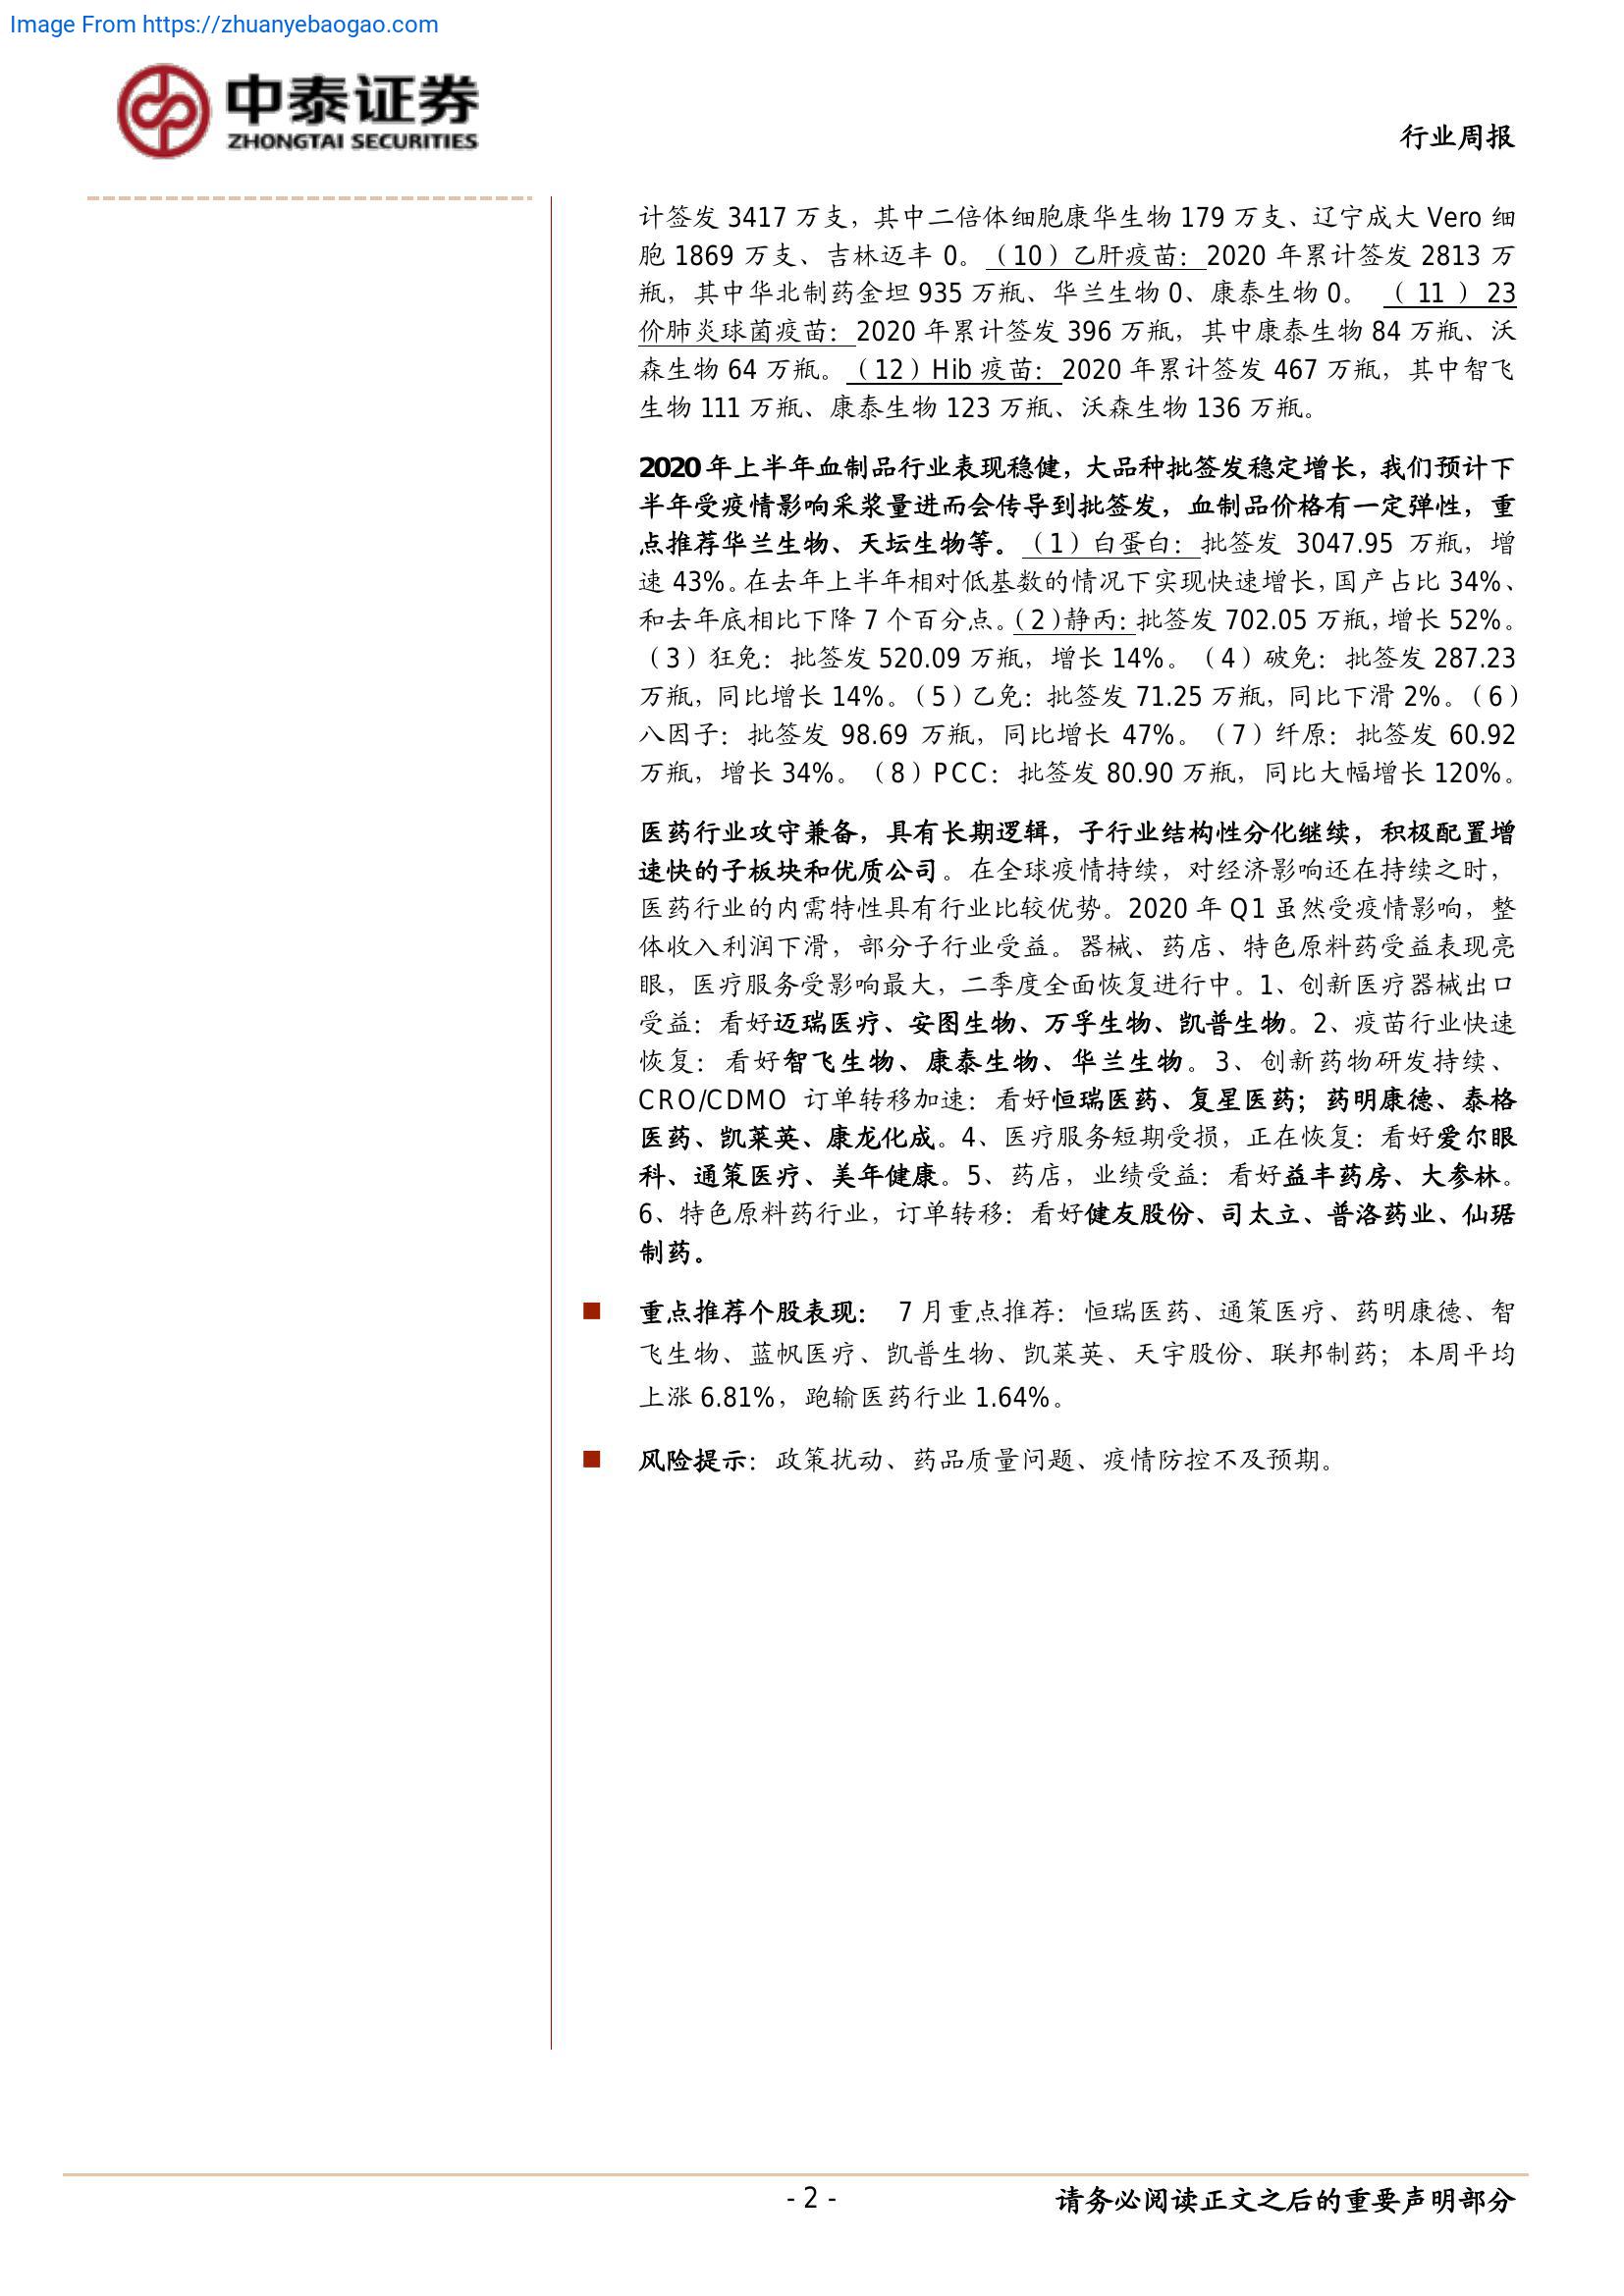 Image From https://zhuanyebaogao.com
中泰证券
ZHONGTAI SECURITIES
行业周报
计签发 3417 万支，其中二倍体细胞康华生物 179 万支、辽宁成大 Vero 细
胞 1869 万支、吉林迈丰 0。（10）乙肝疫苗：2020 年累计签发 2813 万
瓶，其中华北制药金坦 935 万瓶、华兰生物 0、康泰生物 0。（11）23
价肺炎球菌疫苗：2020 年累计签发 396 万瓶，其中康泰生物 84 万瓶、沃
森生物 64 万瓶。（12）Hib 疫苗：2020 年累计签发 467 万瓶，其中智飞
生物 111 万瓶、康泰生物 123 万瓶、沃森生物 136 万瓶。
2020 年上半年血制品行业表现稳健，大品种批签发稳定增长，我们预计下
半年受疫情影响采浆量进而会传导到批签发，血制品价格有一定弹性，重
点推荐华兰生物、天坛生物等。（1）白蛋白：批签发 3047.95 万瓶，增
速 43%。在去年上半年相对低基数的情况下实现快速增长，国产占比 34%、
和去年底相比下降 7 个百分点。（2）静丙：批签发 702.05 万瓶，增长 52%。
（3）狂免：批签发 520.09 万瓶，增长 14%。（4）破免：批签发 287.23
万瓶，同比增长 14%。（5）乙免：批签发 71.25 万瓶，同比下滑 2%。（6）
八因子：批签发 98.69 万瓶，同比增长 47%。（7）纤原：批签发 60.92
万瓶，增长 34%。（8）PCC：批签发 80.90 万瓶，同比大幅增长 120%。
医药行业攻守兼备，具有长期逻辑，子行业结构性分化继续，积极配置增
速快的子板块和优质公司。在全球疫情持续，对经济影响还在持续之时，
医药行业的内需特性具有行业比较优势。2020 年 Q1 虽然受疫情影响，整
体收入利润下滑，部分子行业受益。器械、药店、特色原料药受益表现亮
眼，医疗服务受影响最大，二季度全面恢复进行中。1、创新医疗器械出口
受益：看好迈瑞医疗、安图生物、万孚生物、凯普生物。2、疫苗行业快速
恢复：看好智飞生物、康泰生物、华兰生物。3、创新药物研发持续、
CRO/CDMO 订单转移加速：看好恒瑞医药、复星医药；药明康德、泰格
医药、凯莱英、康龙化成。4、医疗服务短期受损，正在恢复：看好爱尔眼
科、通策医疗、美年健康。5、药店，业绩受益：看好益丰药房、大参林。
6、特色原料药行业，订单转移：看好健友股份、司太立、普洛药业、仙琚
制药。
■ 重点推荐个股表现： 7 月重点推荐：恒瑞医药、通策医疗、药明康德、智
飞生物、蓝帆医疗、凯普生物、凯莱英、天宇股份、联邦制药；本周平均
上涨 6.81%，跑输医药行业 1.64%。
■ 风险提示：政策扰动、药品质量问题、疫情防控不及预期。
- 2 -
请务必阅读正文之后的重要声明部分